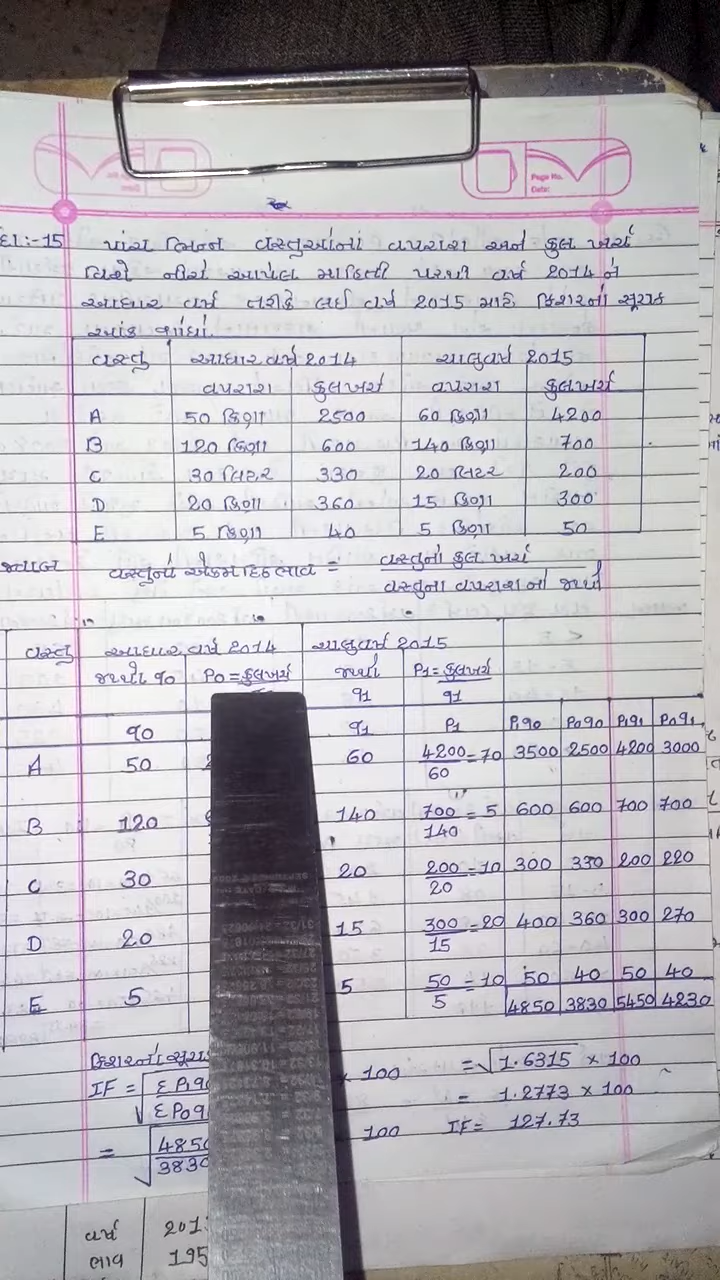 Page No.
Date:
દા:-15 પાંચ ભિન્ન વસ્તુઓનાં વપરાશ અને કુલ ખર્ચ
વિશે નીચે આપેલ માહિતી પરથી વર્ષ 2014 ને
આધાર વર્ષ તરીકે લઈ વર્ષ 2015 માટે ફિશરનો સૂચક
આંક શોધો.
વસ્તુ આધાર વર્ષ 2014 ચાલુવર્ષ 2015
વપરાશ કુલખર્ચ વપરાશ કુલખર્ચ
A 50 કિગ્રા 2500 60 કિગ્રા 4200
B 120 કિગ્રા 600 140 કિગ્રા 700
C 30 લિટર 330 20 લિટર 200
D 20 કિગ્રા 360 15 કિગ્રા 300
E 5 કિગ્રા 40 5 કિગ્રા 50
જવાબ વસ્તુનો એકમદિઠ ભાવ = વસ્તુનો કુલ ખર્ચ
વસ્તુના વપરાશ નો જથ્થો
વસ્તુ આધાર વર્ષ 2014 ચાલુવર્ષ 2015
જથ્થો q0 P0 = કુલખર્ચ જથ્થો P1 = કુલખર્ચ
q1 q1
q0 q1 P1 P1q0 P0q0 P1q1 P0q1
A 50 60 4200/60 = 70 3500 2500 4200 3000
B 120 140 700/140 = 5 600 600 700 700
C 30 20 200/20 = 10 300 330 200 220
D 20 15 300/15 = 20 400 360 300 270
E 5 5 50/5 = 10 50 40 50 40
4850 3830 5450 4230
ફિશરનો સૂચ
IF = √ΣP1q0/ΣP0q × 100 = √1.6315 × 100
= 1.2773 × 100
= √4850/3830 100 IF = 127.73
વર્ષ 201
ભાવ 195